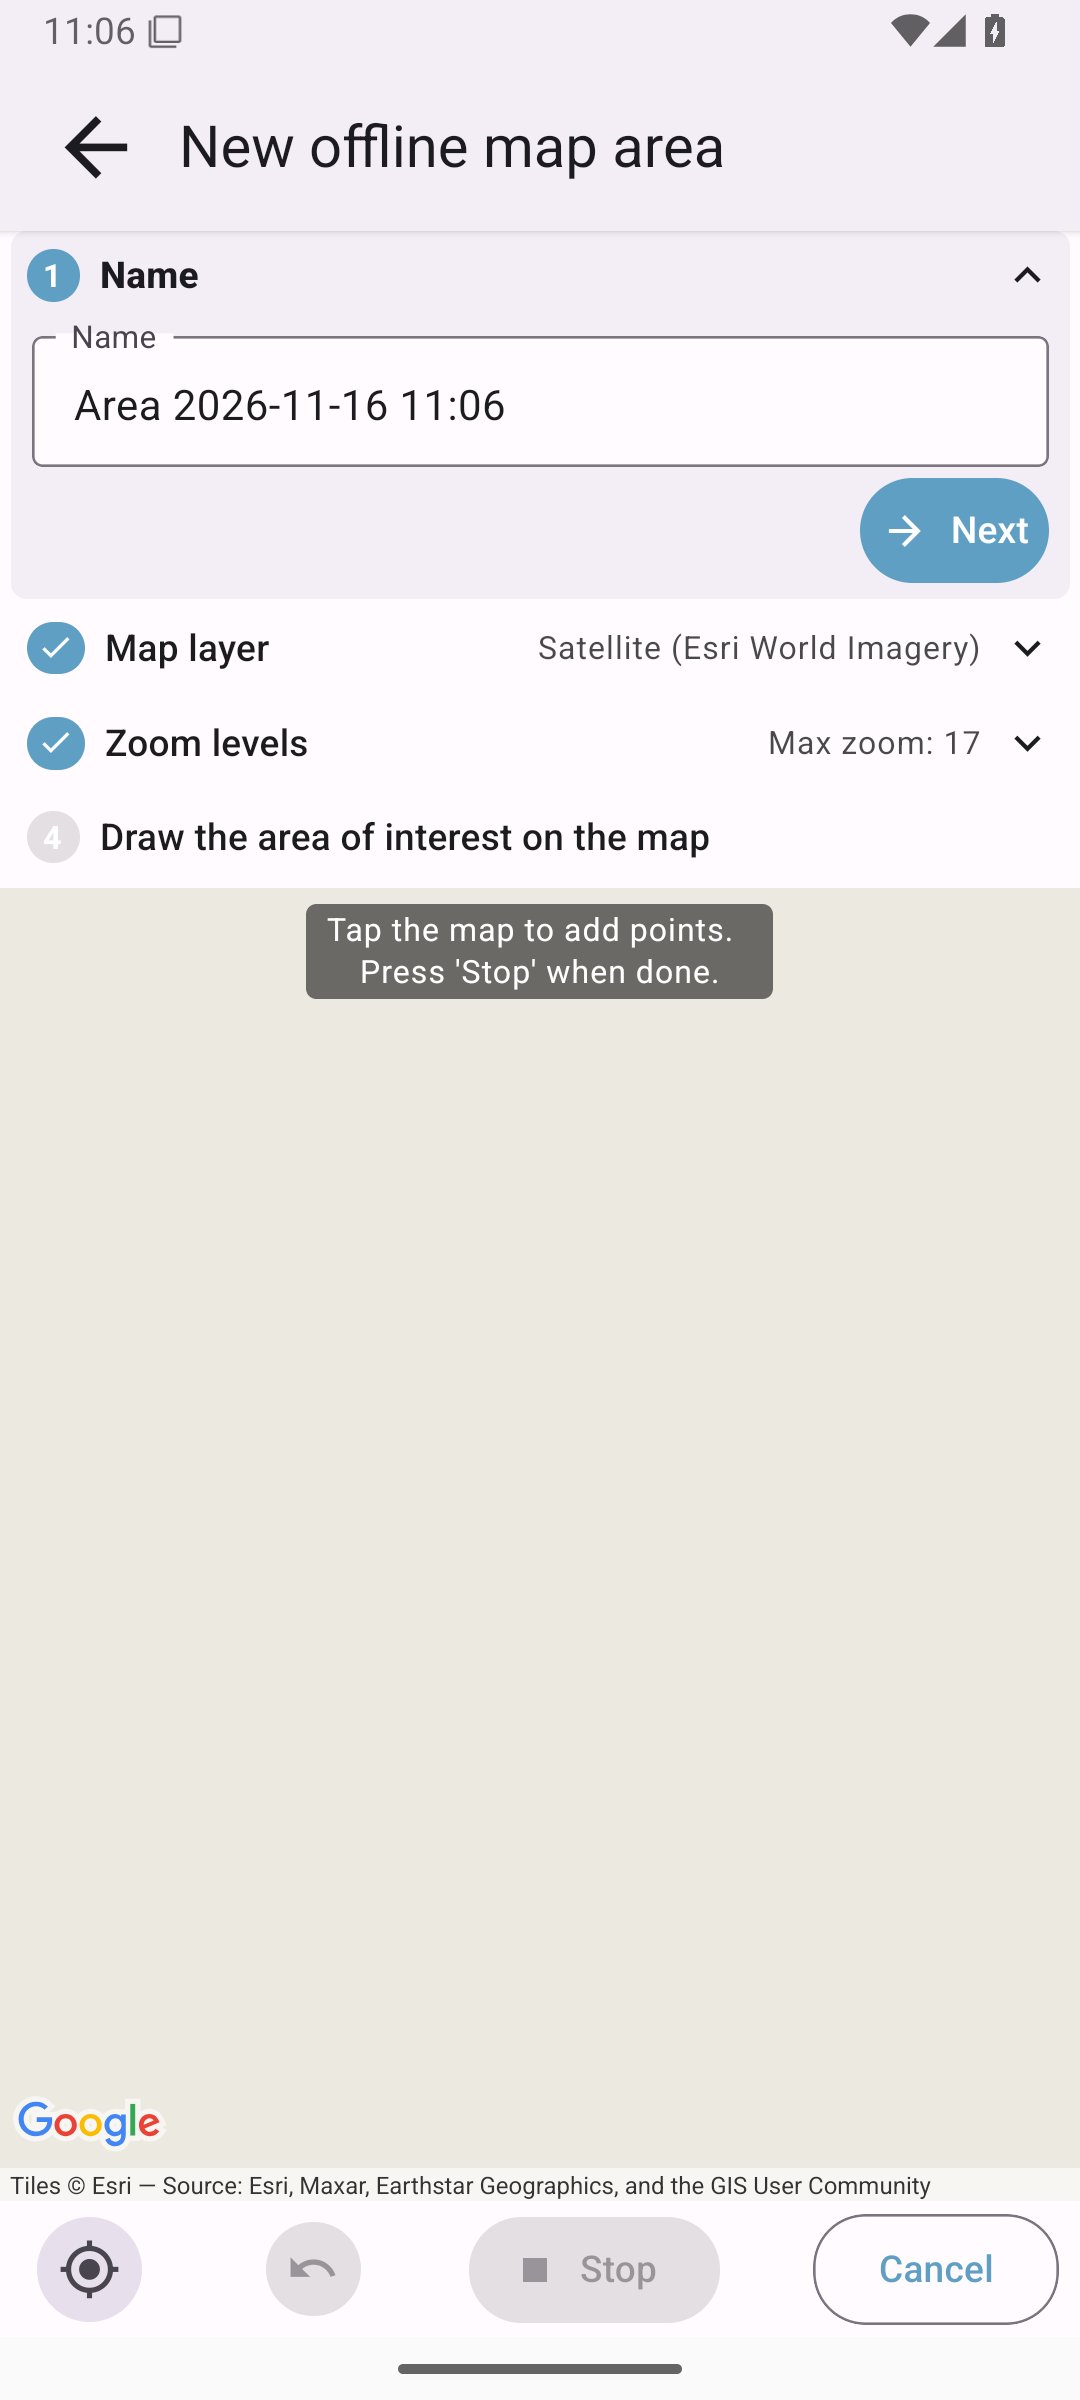 11:06
New offline map area
1 Name
Name
Area 2026-11-16 11:06
Next
Map layer Satellite (Esri World Imagery)
Zoom levels Max zoom: 17
4 Draw the area of interest on the map
Tap the map to add points.
Press 'Stop' when done.
Google
Tiles © Esri — Source: Esri, Maxar, Earthstar Geographics, and the GIS User Community
Stop
Cancel